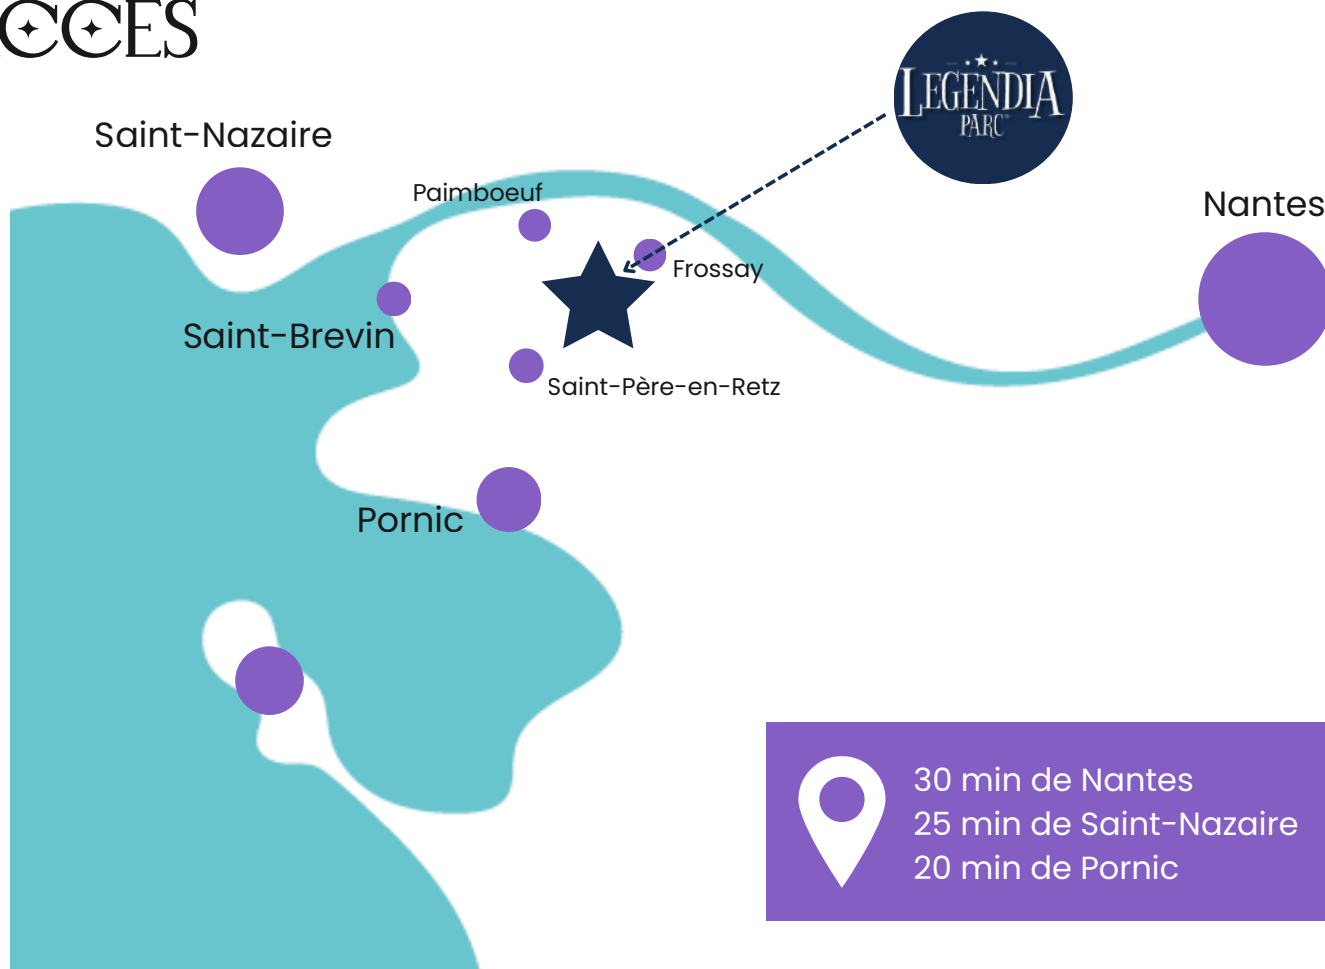 CCÈS
LEGENDIA
PARC
Saint-Nazaire
Paimboeuf
Nantes
Frossay
Saint-Brevin
Saint-Père-en-Retz
Pornic
30 min de Nantes
25 min de Saint-Nazaire
20 min de Pornic